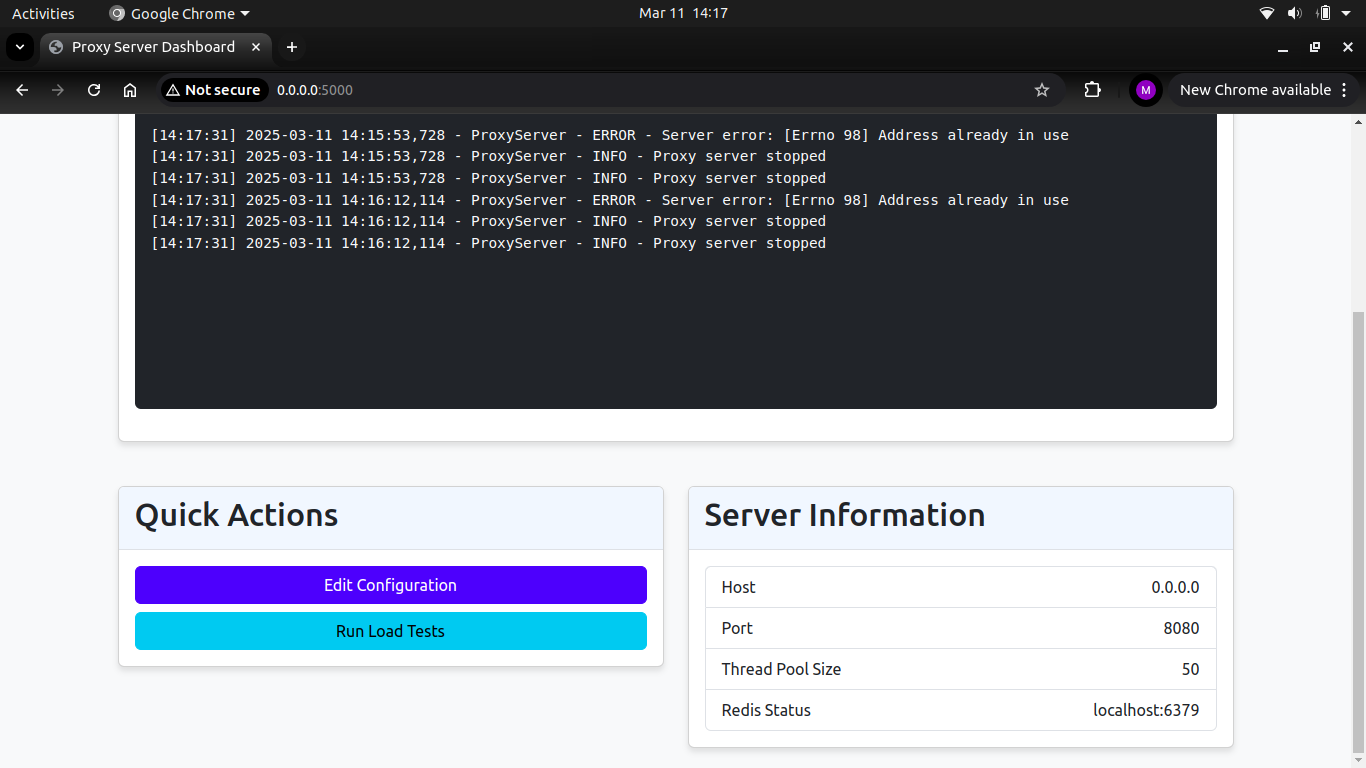 Activities Google Chrome Mar 11 14:17
Proxy Server Dashboard
Not secure 0.0.0.0:5000 M New Chrome available
[14:17:31] 2025-03-11 14:15:53,728 - ProxyServer - ERROR - Server error: [Errno 98] Address already in use
[14:17:31] 2025-03-11 14:15:53,728 - ProxyServer - INFO - Proxy server stopped
[14:17:31] 2025-03-11 14:15:53,728 - ProxyServer - INFO - Proxy server stopped
[14:17:31] 2025-03-11 14:16:12,114 - ProxyServer - ERROR - Server error: [Errno 98] Address already in use
[14:17:31] 2025-03-11 14:16:12,114 - ProxyServer - INFO - Proxy server stopped
[14:17:31] 2025-03-11 14:16:12,114 - ProxyServer - INFO - Proxy server stopped
Quick Actions
Edit Configuration
Run Load Tests
Server Information
Host 0.0.0.0
Port 8080
Thread Pool Size 50
Redis Status localhost:6379